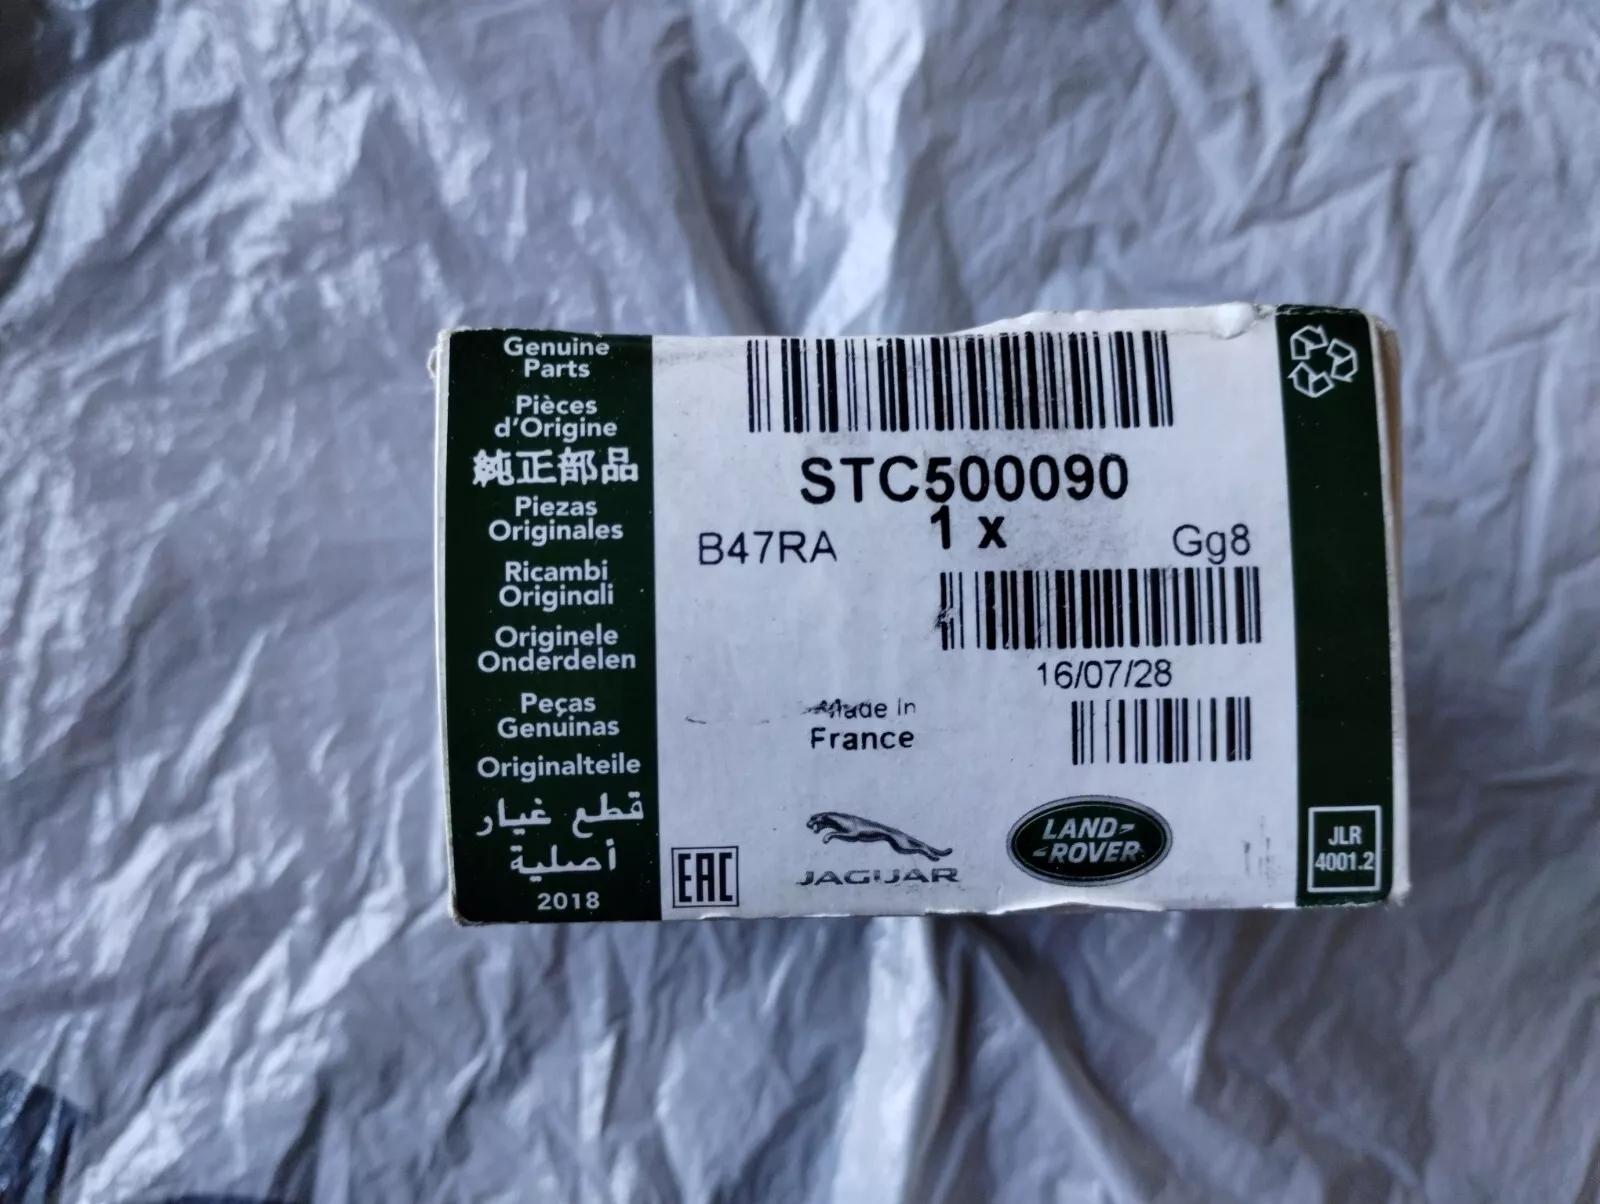 Genuine
Parts
Pièces
d'Origine
純正部品
Piezas
Originales
Ricambi
Originali
Originele
Onderdelen
Peças
Genuinas
Originalteile
قطع غيار
أصلية
2018
STC500090
1 x
B47RA
Gg8
16/07/28
Made In
France
EAC
JAGUAR
LAND-
-ROVER
JLR
4001.2